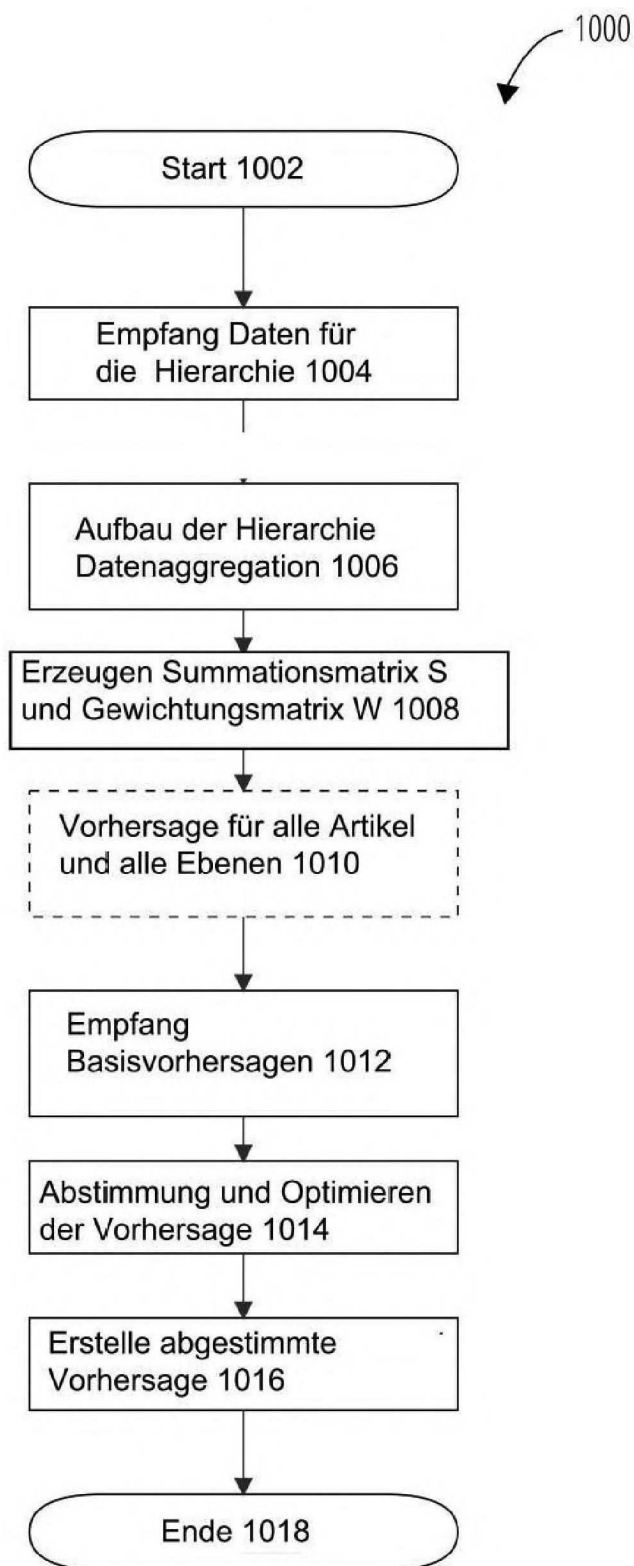 1000
Start 1002
Empfang Daten für
die Hierarchie 1004
Aufbau der Hierarchie
Datenaggregation 1006
Erzeugen Summationsmatrix S
und Gewichtungsmatrix W 1008
Vorhersage für alle Artikel
und alle Ebenen 1010
Empfang
Basisvorhersagen 1012
Abstimmung und Optimieren
der Vorhersage 1014
Erstelle abgestimmte
Vorhersage 1016
Ende 1018